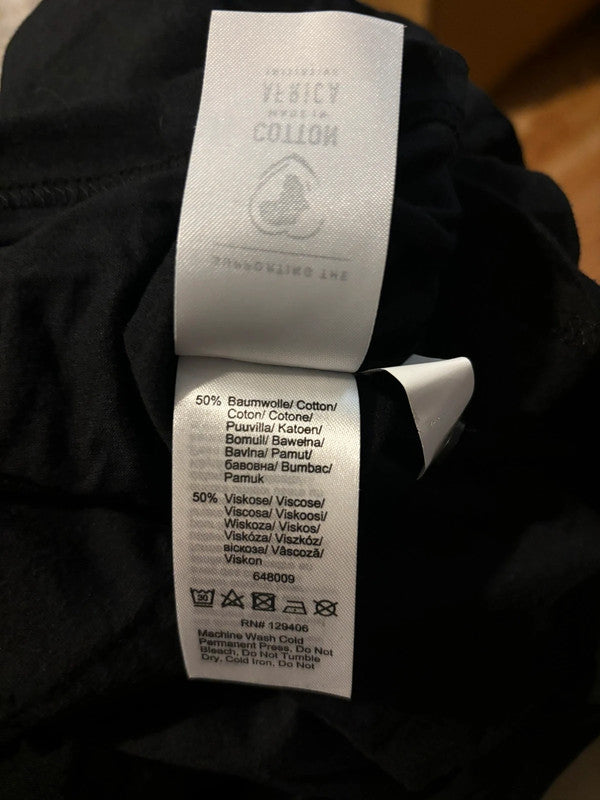 SUPPORTING THE
COTTON
MADE IN
AFRICA
INITIATIVE
50% Baumwolle/ Cotton/
Coton/ Cotone/
Puuvilla/ Katoen/
Bomull/ Bawełna/
Bavlna/ Pamut/
бавовна/ Bumbac/
Pamuk
50% Viskose/ Viscose/
Viscosa/ Viskoosi/
Wiskoza/ Viskos/
Viskóza/ Viszkóz/
віскоза/ Vâscoză/
Viskon
648009
30
RN# 129406
Machine Wash Cold
Permanent Press, Do Not
Bleach, Do Not Tumble
Dry, Cold Iron, Do Not